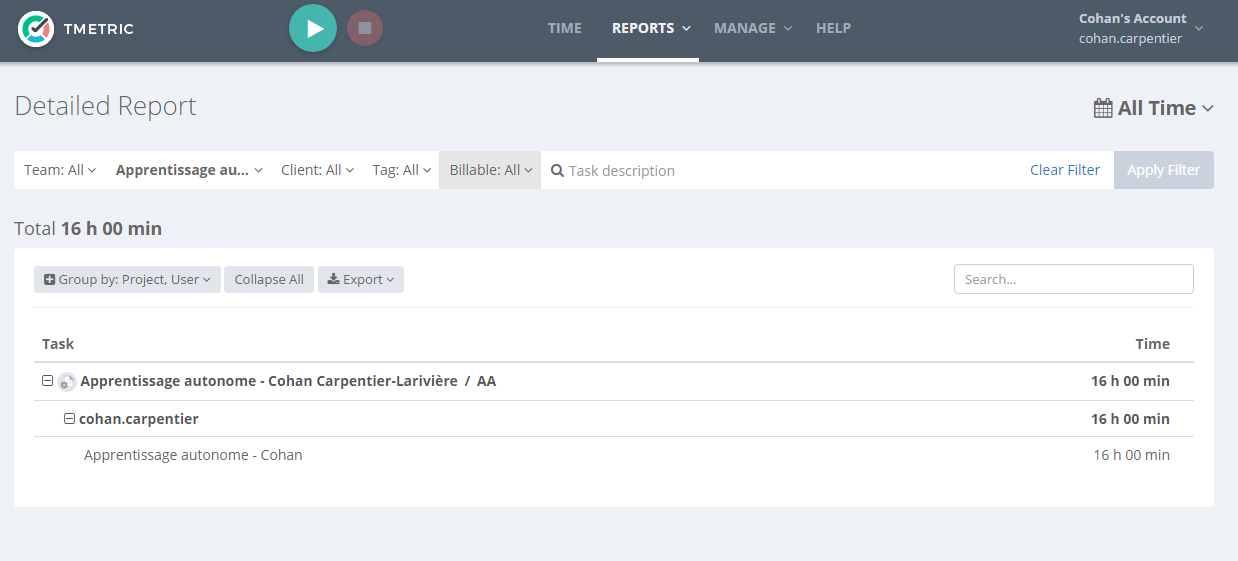 TMETRIC
TIME REPORTS MANAGE HELP
Cohan's Account
cohan.carpentier
Detailed Report
All Time
Team: All Apprentissage au... Client: All Tag: All Billable: All Task description Clear Filter Apply Filter
Total 16 h 00 min
Group by: Project, User Collapse All Export Search...
Task Time
Apprentissage autonome - Cohan Carpentier-Larivière / AA 16 h 00 min
cohan.carpentier 16 h 00 min
Apprentissage autonome - Cohan 16 h 00 min